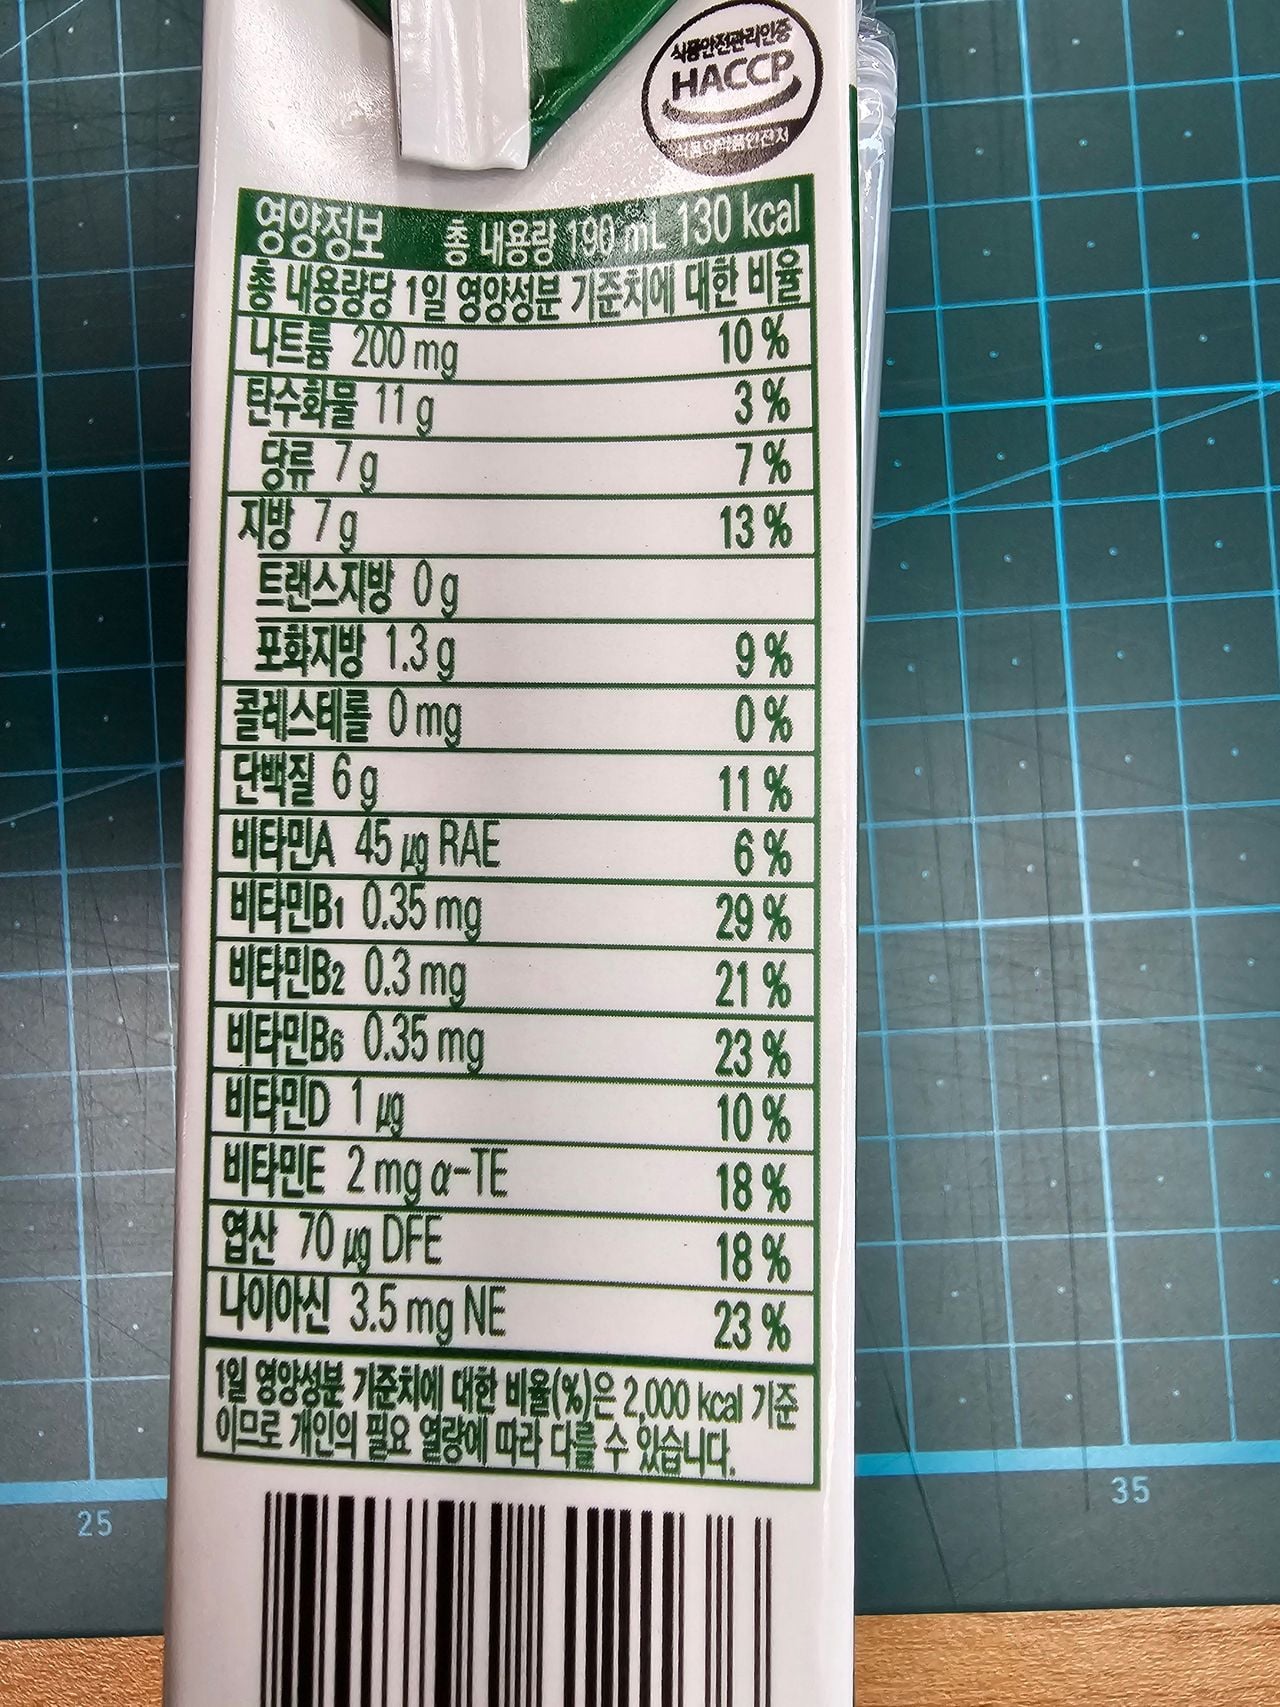 식품안전관리인증
HACCP
식품의약품안전처
영양정보 총 내용량 190 mL 130 kcal
총 내용량당 1일 영양성분 기준치에 대한 비율
나트륨 200 mg 10 %
탄수화물 11 g 3 %
당류 7 g 7 %
지방 7 g 13 %
트랜스지방 0 g
포화지방 1.3 g 9 %
콜레스테롤 0 mg 0 %
단백질 6 g 11 %
비타민A 45 µg RAE 6 %
비타민B1 0.35 mg 29 %
비타민B2 0.3 mg 21 %
비타민B6 0.35 mg 23 %
비타민D 1 µg 10 %
비타민E 2 mg α-TE 18 %
엽산 70 µg DFE 18 %
나이아신 3.5 mg NE 23 %
1일 영양성분 기준치에 대한 비율(%)은 2,000 kcal 기준
이므로 개인의 필요 열량에 따라 다를 수 있습니다.
25
35